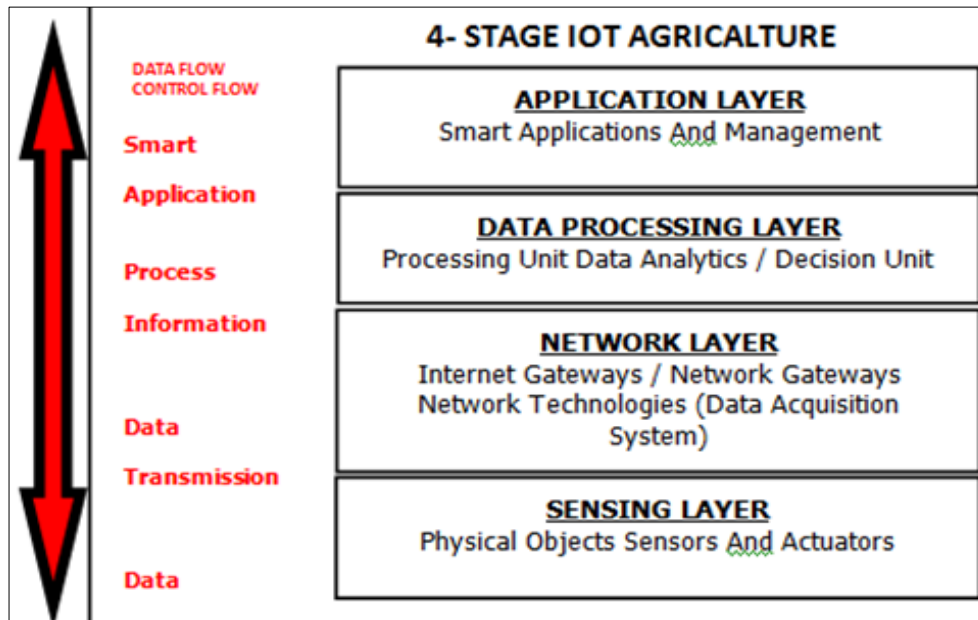 4- STAGE IOT AGRICALTURE
DATA FLOW
CONTROL FLOW
Smart
Application
Process
Information
Data
Transmission
Data
APPLICATION LAYER
Smart Applications And Management
DATA PROCESSING LAYER
Processing Unit Data Analytics / Decision Unit
NETWORK LAYER
Internet Gateways / Network Gateways
Network Technologies (Data Acquisition
System)
SENSING LAYER
Physical Objects Sensors And Actuators